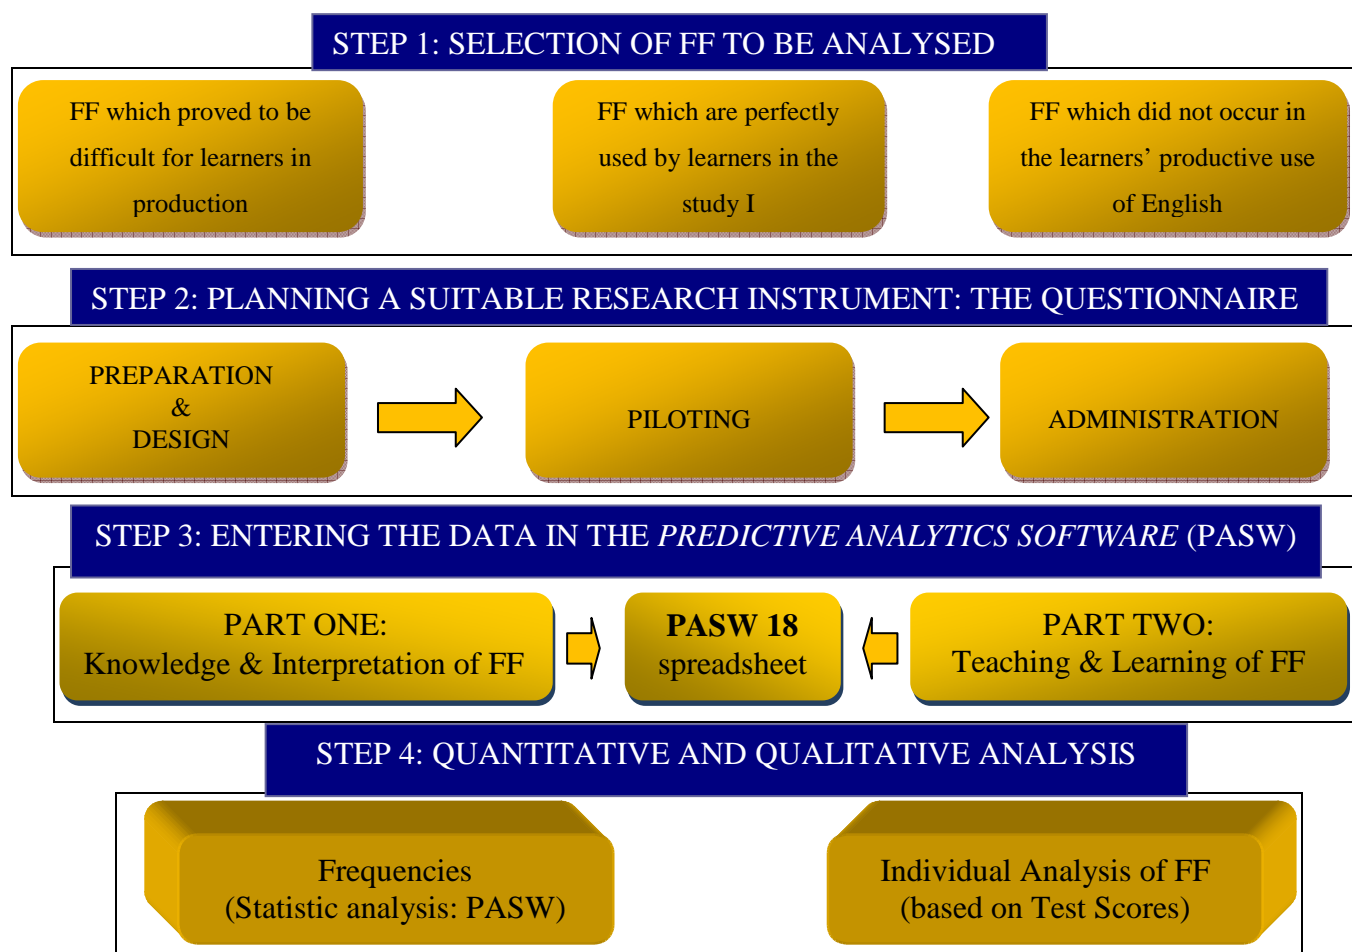 STEP 1: SELECTION OF FF TO BE ANALYSED
FF which proved to be
difficult for learners in
production
FF which are perfectly
used by learners in the
study I
FF which did not occur in
the learners’ productive use
of English
STEP 2: PLANNING A SUITABLE RESEARCH INSTRUMENT: THE QUESTIONNAIRE
PREPARATION
&
DESIGN
PILOTING
ADMINISTRATION
STEP 3: ENTERING THE DATA IN THE PREDICTIVE ANALYTICS SOFTWARE (PASW)
PART ONE:
Knowledge & Interpretation of FF
PASW 18
spreadsheet
PART TWO:
Teaching & Learning of FF
STEP 4: QUANTITATIVE AND QUALITATIVE ANALYSIS
Frequencies
(Statistic analysis: PASW)
Individual Analysis of FF
(based on Test Scores)